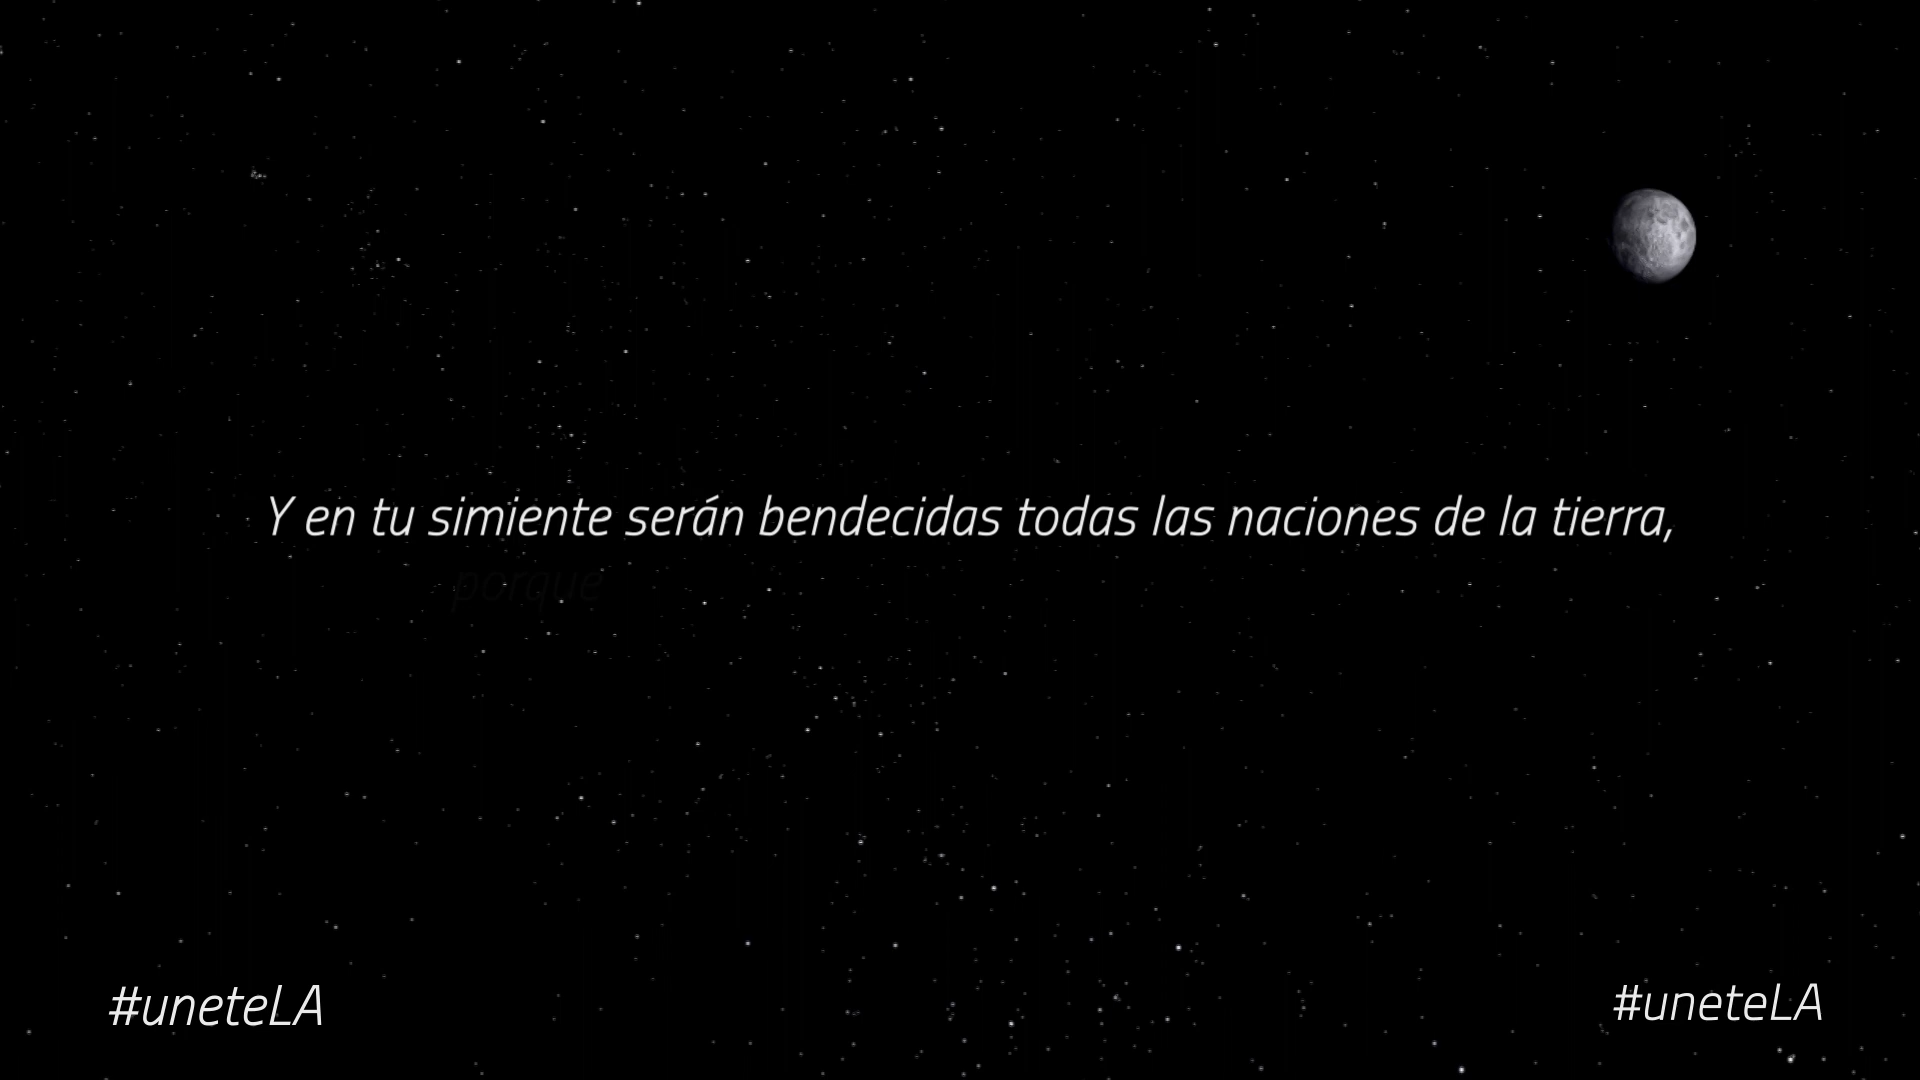 Y en tu simiente serán bendecidas todas las naciones de la tierra,
porque
#uneteLA
#uneteLA